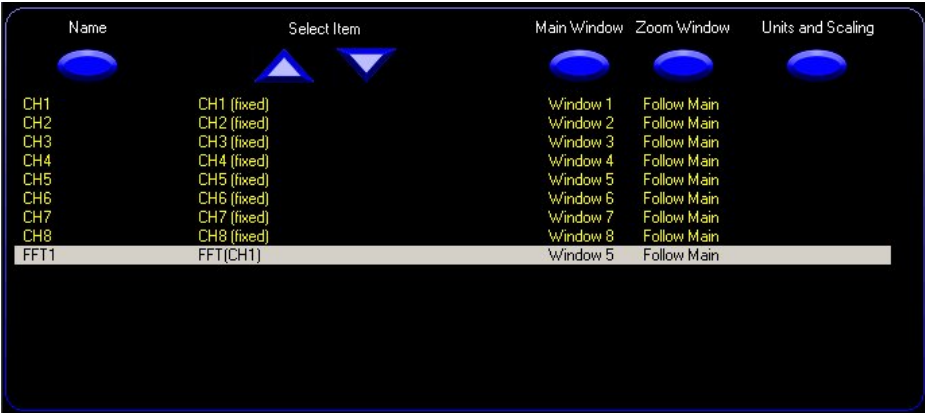 Name Select Item Main Window Zoom Window Units and Scaling
CH1 CH1 (fixed) Window 1 Follow Main
CH2 CH2 (fixed) Window 2 Follow Main
CH3 CH3 (fixed) Window 3 Follow Main
CH4 CH4 (fixed) Window 4 Follow Main
CH5 CH5 (fixed) Window 5 Follow Main
CH6 CH6 (fixed) Window 6 Follow Main
CH7 CH7 (fixed) Window 7 Follow Main
CH8 CH8 (fixed) Window 8 Follow Main
FFT1 FFT(CH1) Window 5 Follow Main